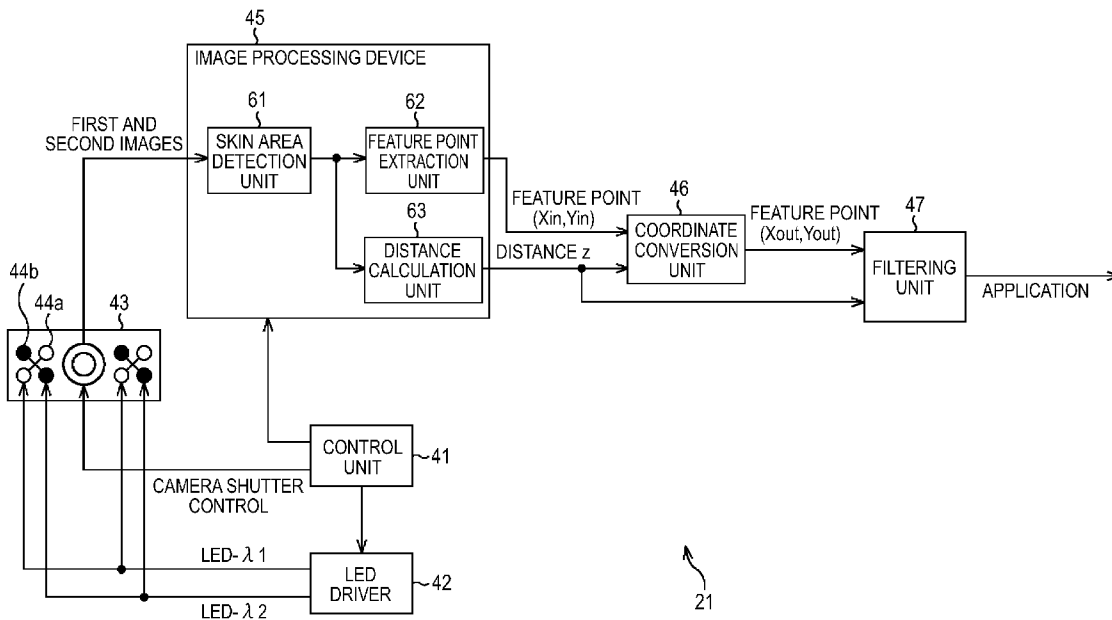 45
IMAGE PROCESSING DEVICE
FIRST AND
SECOND IMAGES
61
SKIN AREA
DETECTION
UNIT
62
FEATURE POINT
EXTRACTION
UNIT
63
DISTANCE
CALCULATION
UNIT
FEATURE POINT
(Xin,Yin)
DISTANCE z
46
COORDINATE
CONVERSION
UNIT
FEATURE POINT
(Xout,Yout)
47
FILTERING
UNIT
APPLICATION
44b
44a
43
CONTROL
UNIT
41
CAMERA SHUTTER
CONTROL
LED- λ 1
LED
DRIVER
42
LED- λ 2
21